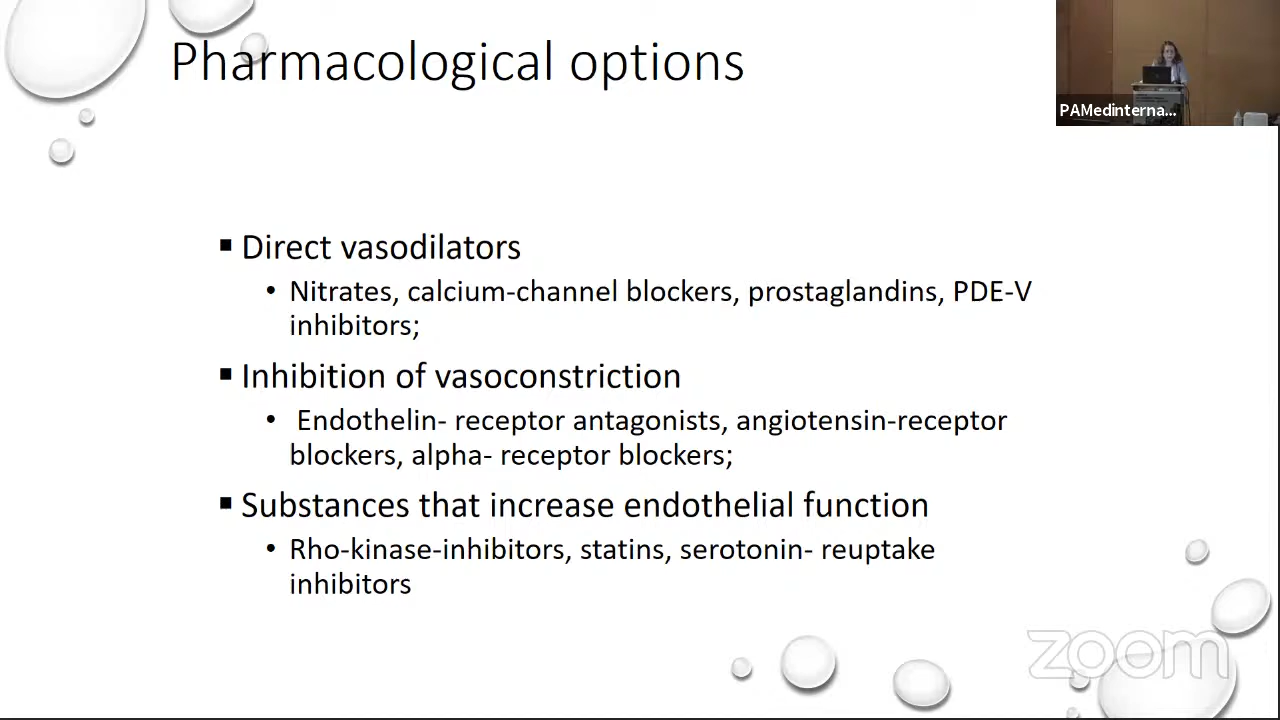 Pharmacological options
PAMedinterna...
▪ Direct vasodilators
• Nitrates, calcium-channel blockers, prostaglandins, PDE-V
inhibitors;
▪ Inhibition of vasoconstriction
• Endothelin- receptor antagonists, angiotensin-receptor
blockers, alpha- receptor blockers;
▪ Substances that increase endothelial function
• Rho-kinase-inhibitors, statins, serotonin- reuptake
inhibitors
zoom